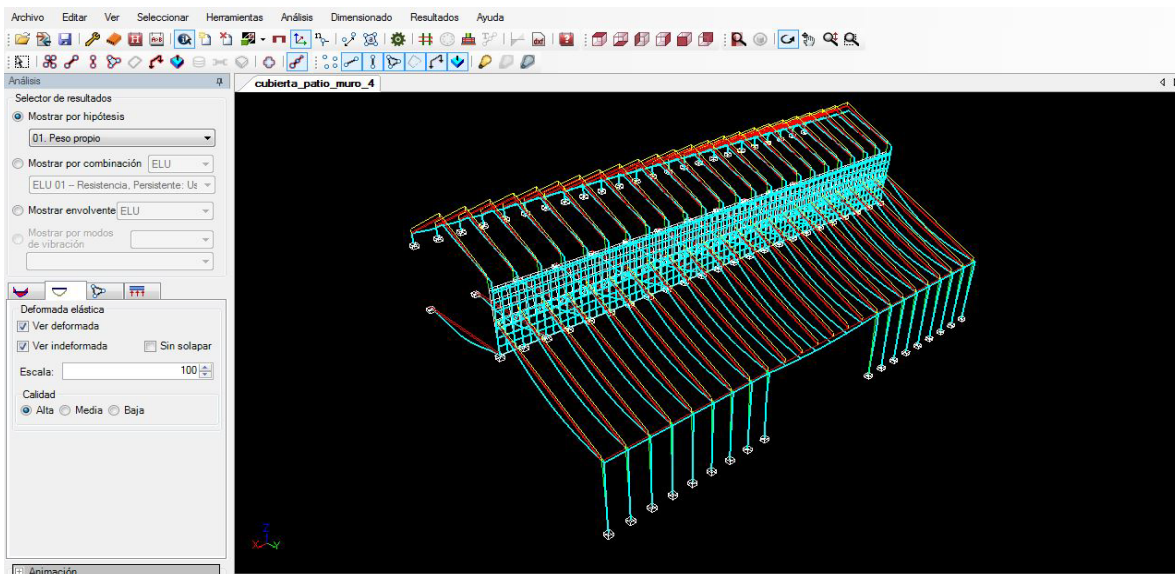 Archivo Editar Ver Seleccionar Herramientas Análisis Dimensionado Resultados Ayuda
Análisis
cubierta_patio_muro_4
Selector de resultados
Mostrar por hipótesis
01. Peso propio
Mostrar por combinación ELU
ELU 01 – Resistencia, Persistente: Us
Mostrar envolvente ELU
Mostrar por modos
de vibración
Deformada elástica
Ver deformada
Ver indeformada Sin solapar
Escala: 100
Calidad
Alta Media Baja
Animación
X Y